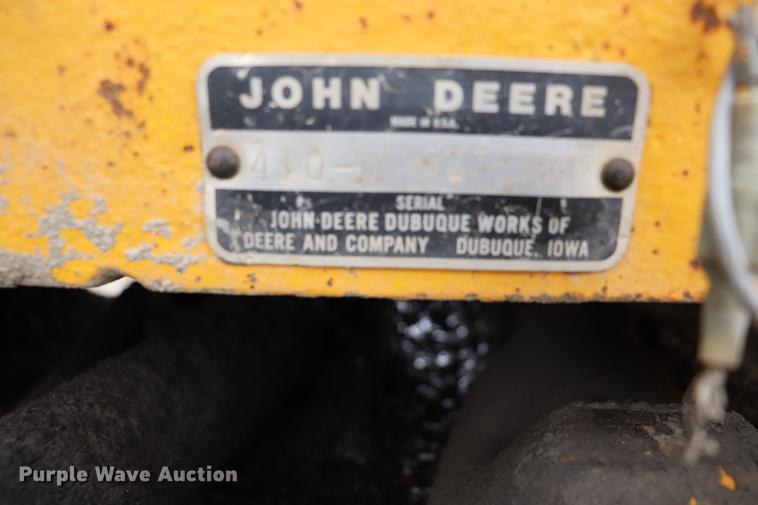 JOHN DEERE
MADE IN U.S.A.
SERIAL
JOHN DEERE DUBUQUE WORKS OF
DEERE AND COMPANY DUBUQUE, IOWA
Purple Wave Auction